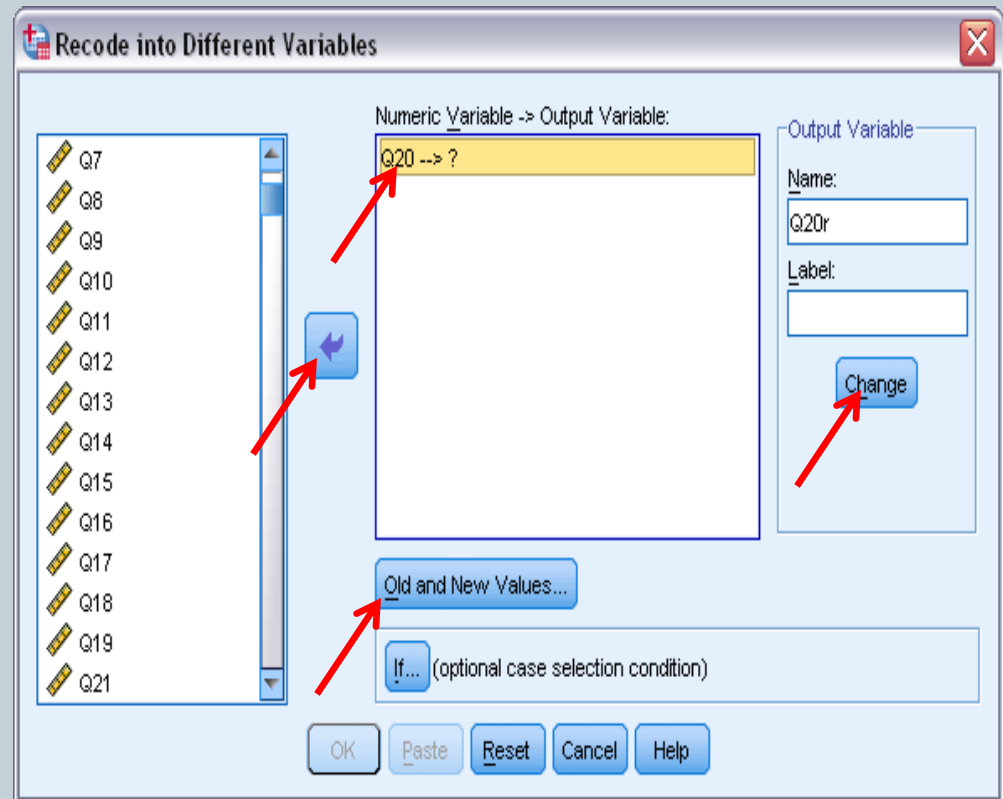 Recode into Different Variables
Q7
Q8
Q9
Q10
Q11
Q12
Q13
Q14
Q15
Q16
Q17
Q18
Q19
Q21
Numeric Variable -> Output Variable:
Q20 --> ?
Output Variable
Name:
Q20r
Label:
Change
Old and New Values...
If... (optional case selection condition)
OK Paste Reset Cancel Help